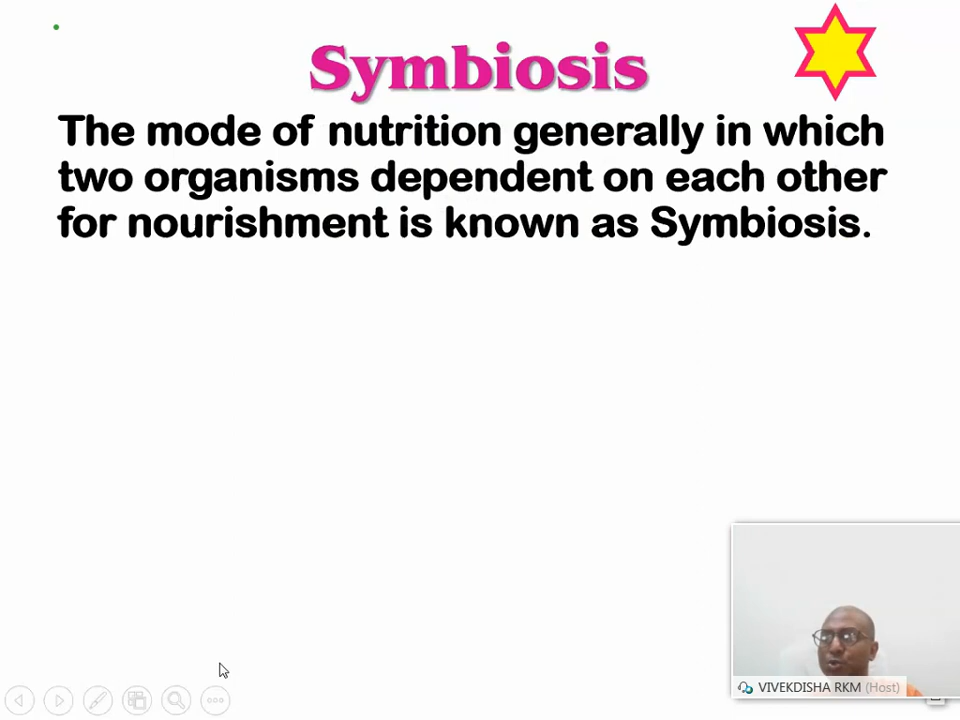 Symbiosis
The mode of nutrition generally in which
two organisms dependent on each other
for nourishment is known as Symbiosis.
VIVEKDISHA RKM (Host)